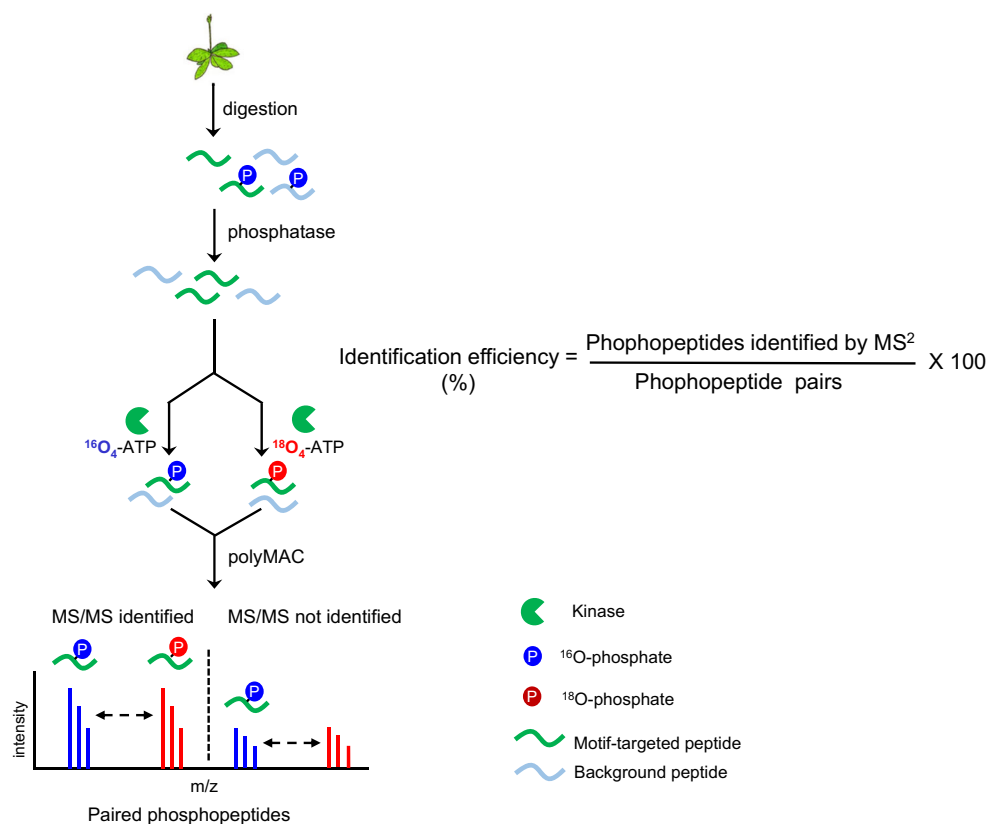 digestion
P
P
phosphatase
Identification efficiency =
(%)
Phophopeptides identified by MS²
Phophopeptide pairs
X 100
¹⁶O₄-ATP
¹⁸O₄-ATP
P
P
polyMAC
MS/MS identified
MS/MS not identified
P
P
P
intensity
m/z
Paired phosphopeptides
Kinase
P ¹⁶O-phosphate
P ¹⁸O-phosphate
Motif-targeted peptide
Background peptide